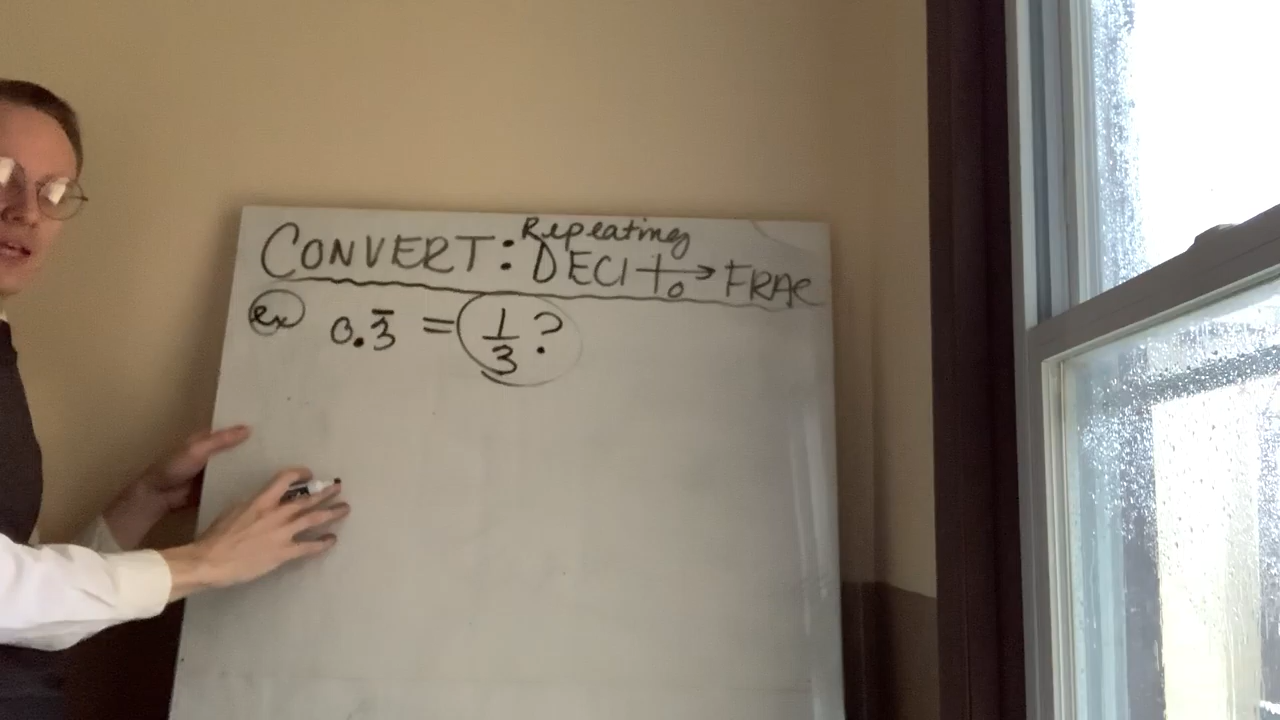 CONVERT: Repeating DECI to → FRAC
ex 0.3̅ = 1/3 ?